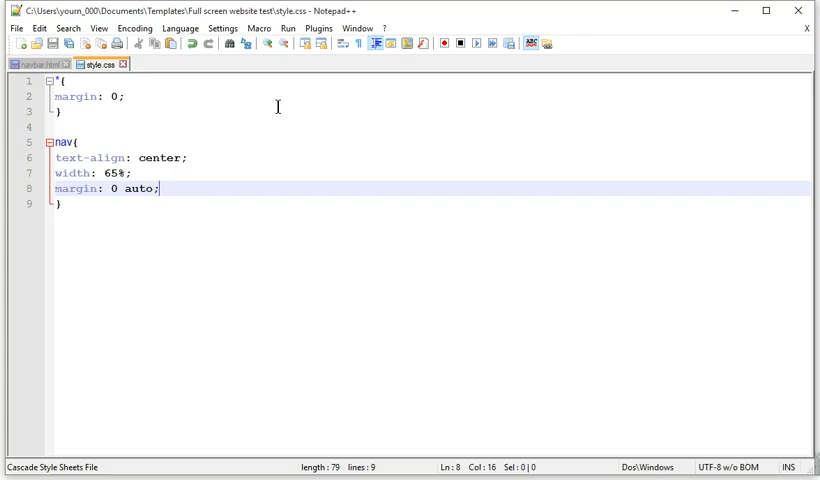 C:\Users\yourn_000\Documents\Templates\Full screen website test\style.css - Notepad++
File Edit Search View Encoding Language Settings Macro Run Plugins Window ? X
navbar.html style.css
1 *{
2 margin: 0;
3 }
4
5 nav{
6 text-align: center;
7 width: 65%;
8 margin: 0 auto;
9 }
Cascade Style Sheets File length : 79 lines : 9 Ln : 8 Col : 16 Sel : 0 | 0 Dos\Windows UTF-8 w/o BOM INS